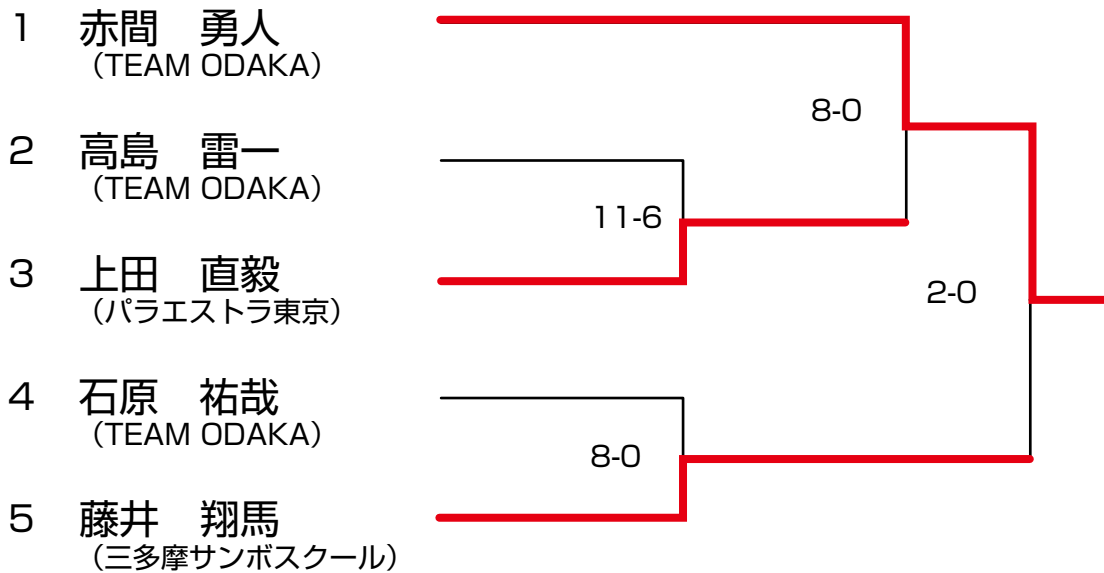 1 赤間 勇人
（TEAM ODAKA）
8-0
2 高島 雷一
（TEAM ODAKA）
11-6
3 上田 直毅
（パラエストラ東京）
2-0
4 石原 祐哉
（TEAM ODAKA）
8-0
5 藤井 翔馬
（三多摩サンボスクール）